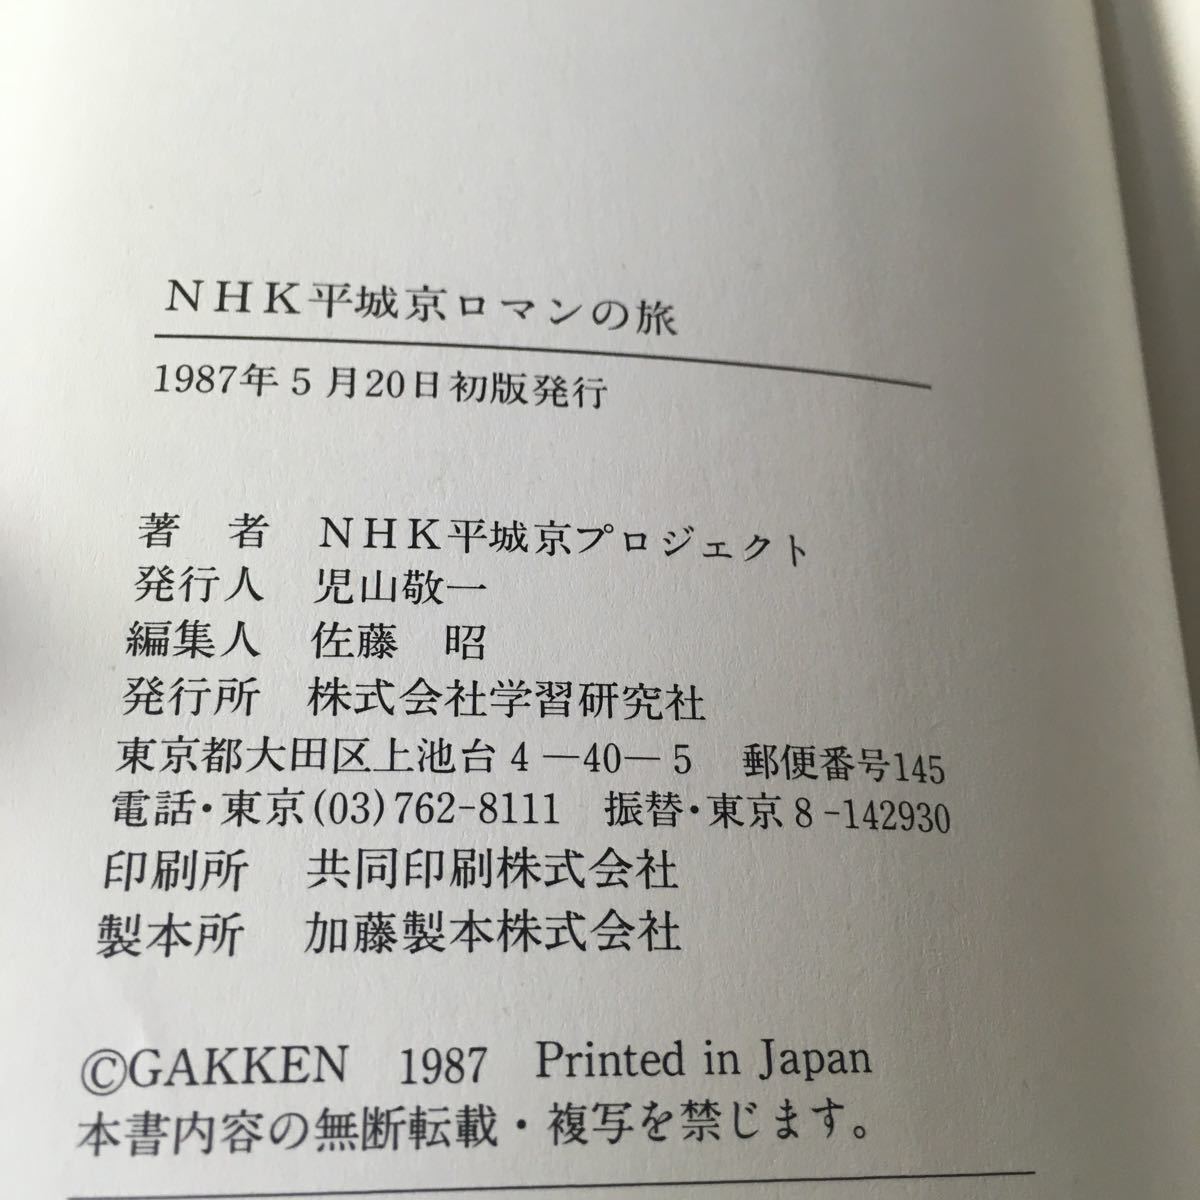 NHK平城京ロマンの旅
1987年5月20日初版発行
著　者　NHK平城京プロジェクト
発行人　児山敬一
編集人　佐藤　昭
発行所　株式会社学習研究社
東京都大田区上池台4―40―5　郵便番号145
電話・東京(03)762-8111　振替・東京8-142930
印刷所　共同印刷株式会社
製本所　加藤製本株式会社
©GAKKEN　1987　Printed in Japan
本書内容の無断転載・複写を禁じます。